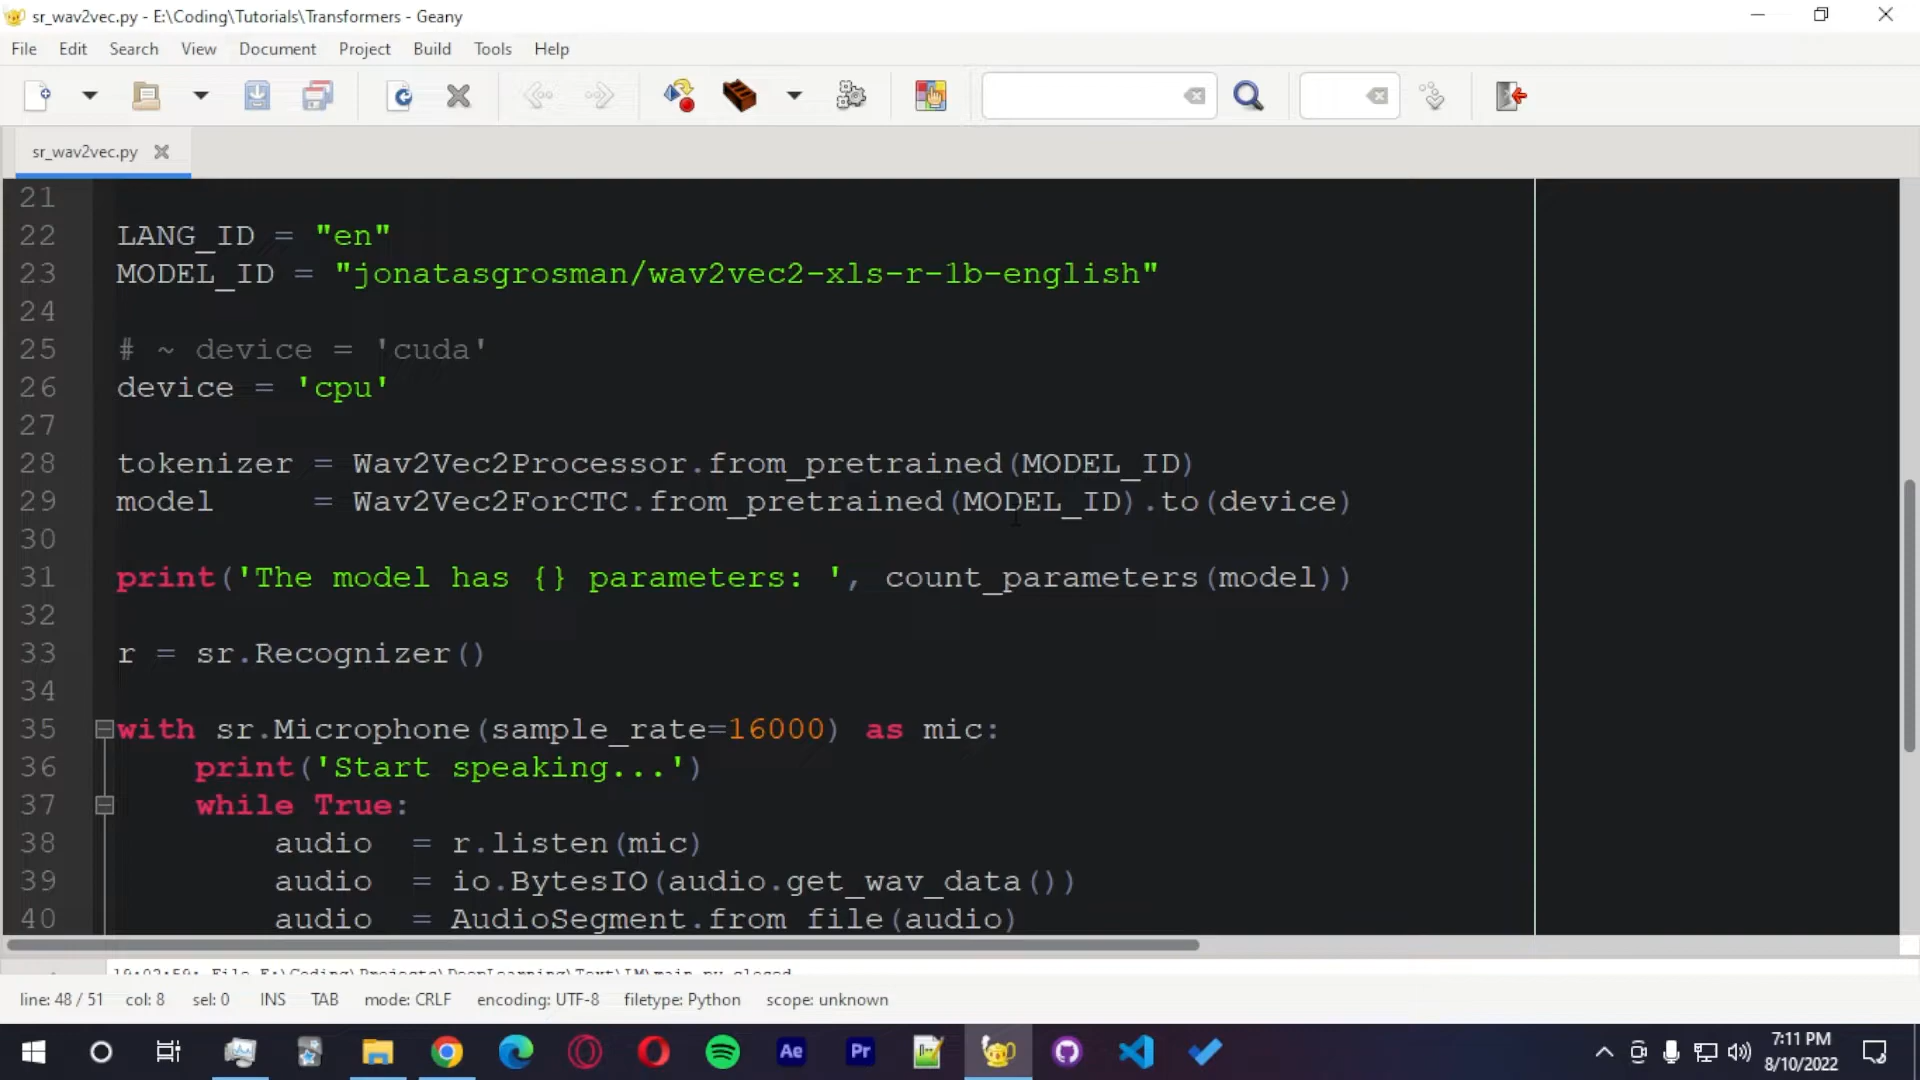 sr_wav2vec.py - E:\Coding\Tutorials\Transformers - Geany
File Edit Search View Document Project Build Tools Help
sr_wav2vec.py
21
22 LANG_ID = "en"
23 MODEL_ID = "jonatasgrosman/wav2vec2-xls-r-1b-english"
24
25 # ~ device = 'cuda'
26 device = 'cpu'
27
28 tokenizer = Wav2Vec2Processor.from_pretrained(MODEL_ID)
29 model = Wav2Vec2ForCTC.from_pretrained(MODEL_ID).to(device)
30
31 print('The model has {} parameters: ', count_parameters(model))
32
33 r = sr.Recognizer()
34
35 with sr.Microphone(sample_rate=16000) as mic:
36 print('Start speaking...')
37 while True:
38 audio = r.listen(mic)
39 audio = io.BytesIO(audio.get_wav_data())
40 audio = AudioSegment.from_file(audio)
line: 48 / 51 col: 8 sel: 0 INS TAB mode: CRLF encoding: UTF-8 filetype: Python scope: unknown
Ae Pr
7:11 PM
8/10/2022